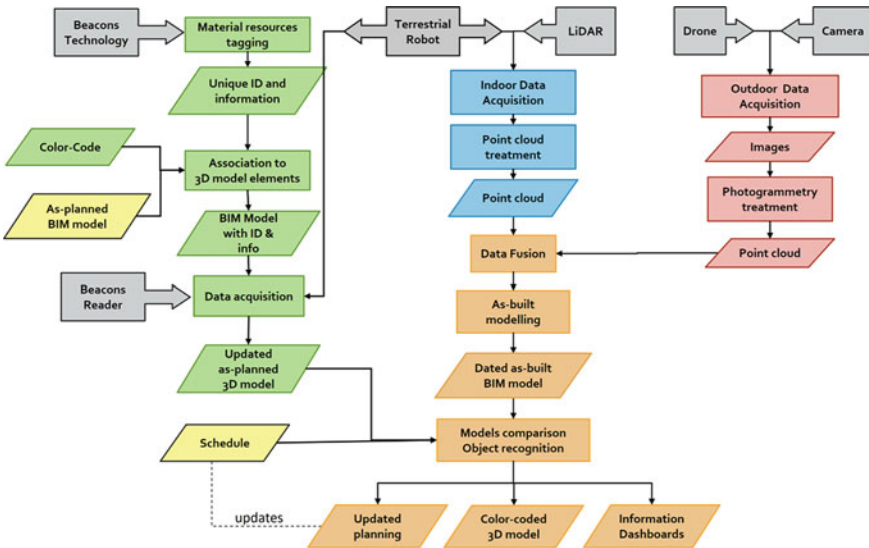 Beacons
Technology
Material resources
tagging
Terrestrial
Robot
LiDAR
Drone
Camera
Unique ID and
information
Indoor Data
Acquisition
Outdoor Data
Acquisition
Color-Code
Point cloud
treatment
Images
Association to
3D model elements
As-planned
BIM model
Point cloud
Photogrammetry
treatment
BIM Model
with ID &
info
Data Fusion
Point cloud
Beacons
Reader
Data acquisition
As-built
modelling
Updated
as-planned
3D model
Dated as-built
BIM model
Schedule
Models comparison
Object recognition
updates
Updated
planning
Color-coded
3D model
Information
Dashboards